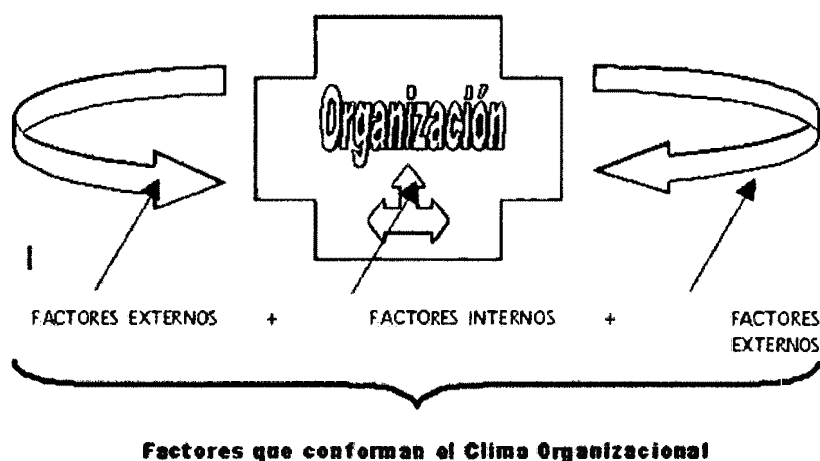 Organización
FACTORES EXTERNOS + FACTORES INTERNOS + FACTORES
EXTERNOS
Factores que conforman el Clima Organizacional